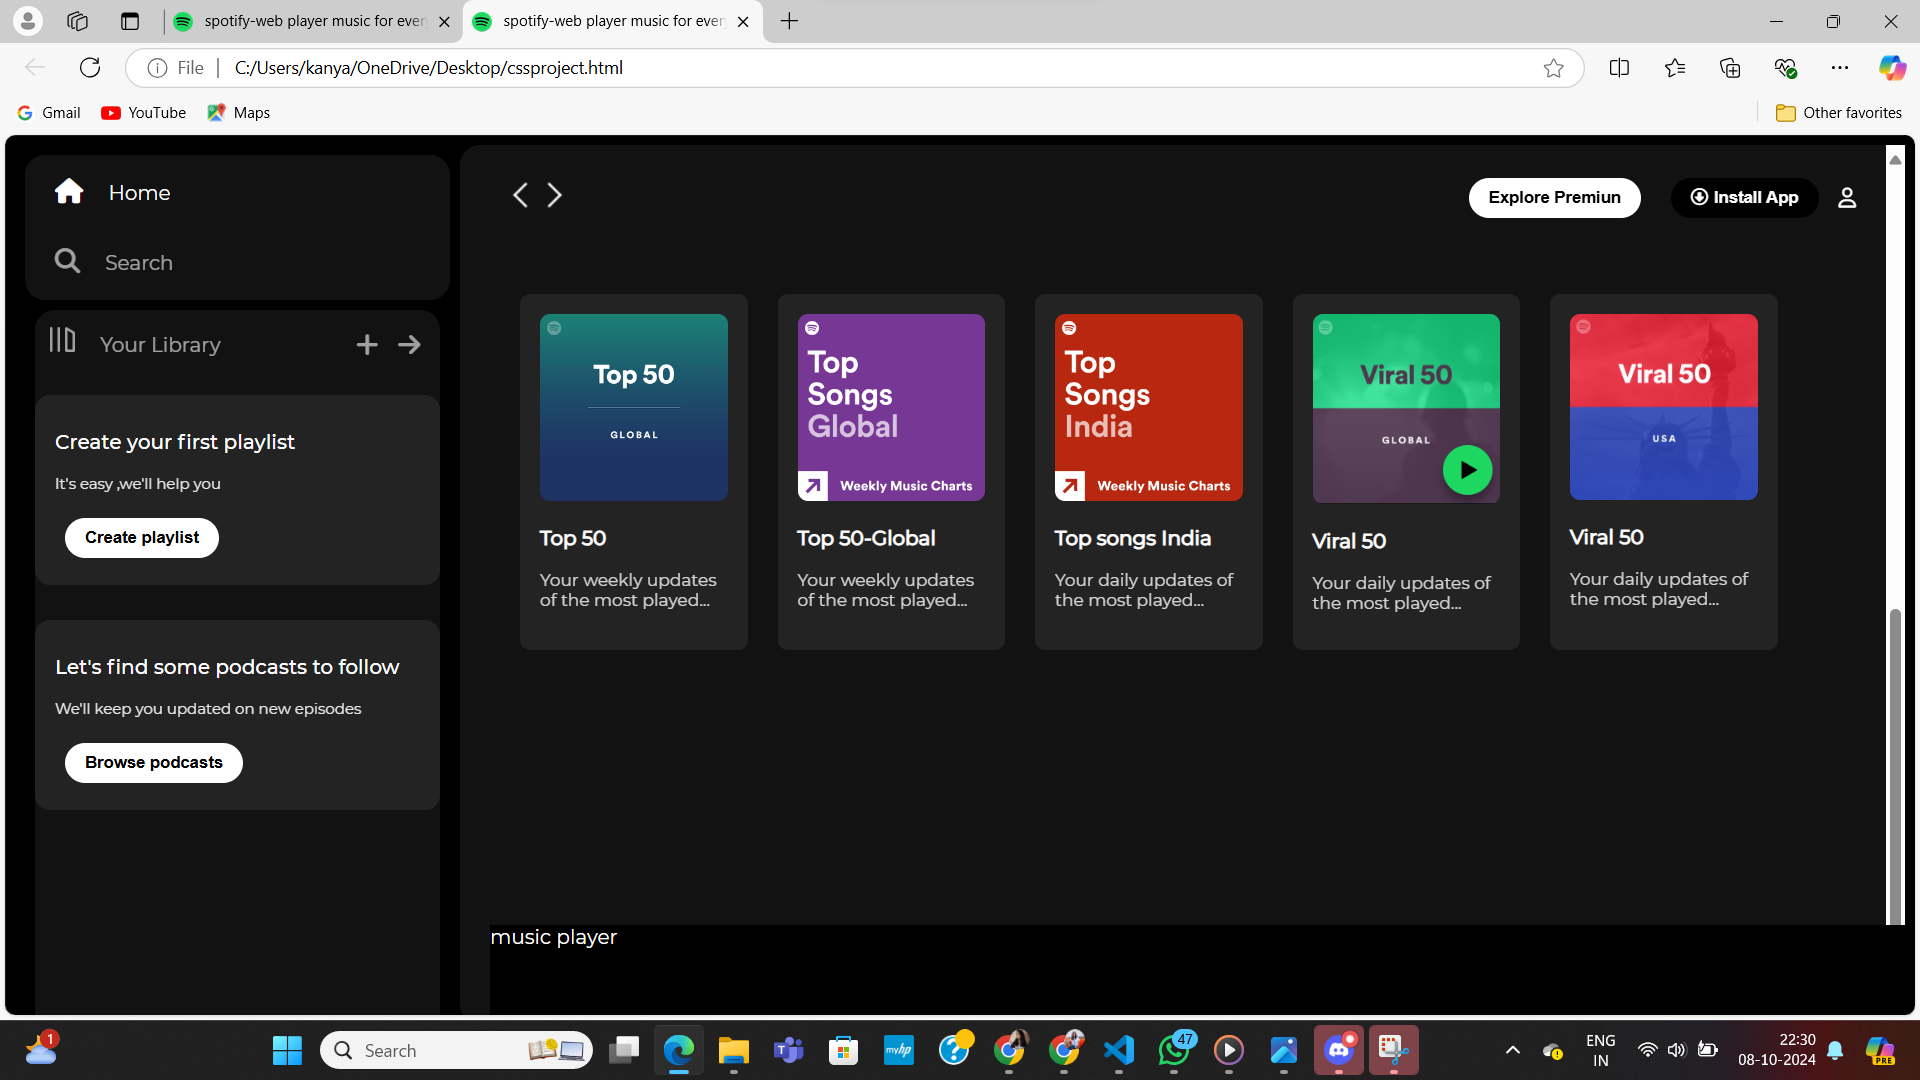 spotify-web player music for ever
spotify-web player music for ever
File
C:/Users/kanya/OneDrive/Desktop/cssproject.html
Gmail
YouTube
Maps
Other favorites
Home
Search
Your Library
Create your first playlist
It's easy ,we'll help you
Create playlist
Let's find some podcasts to follow
We'll keep you updated on new episodes
Browse podcasts
Explore Premiun
Install App
Top 50
GLOBAL
Top 50
Your weekly updates
of the most played...
Top
Songs
Global
Weekly Music Charts
Top 50-Global
Your weekly updates
of the most played...
Top
Songs
India
Weekly Music Charts
Top songs India
Your daily updates of
the most played...
Viral 50
GLOBAL
Viral 50
Your daily updates of
the most played...
Viral 50
USA
Viral 50
Your daily updates of
the most played...
music player
1
Search
myhp
47
ENG
IN
22:30
08-10-2024
PRE